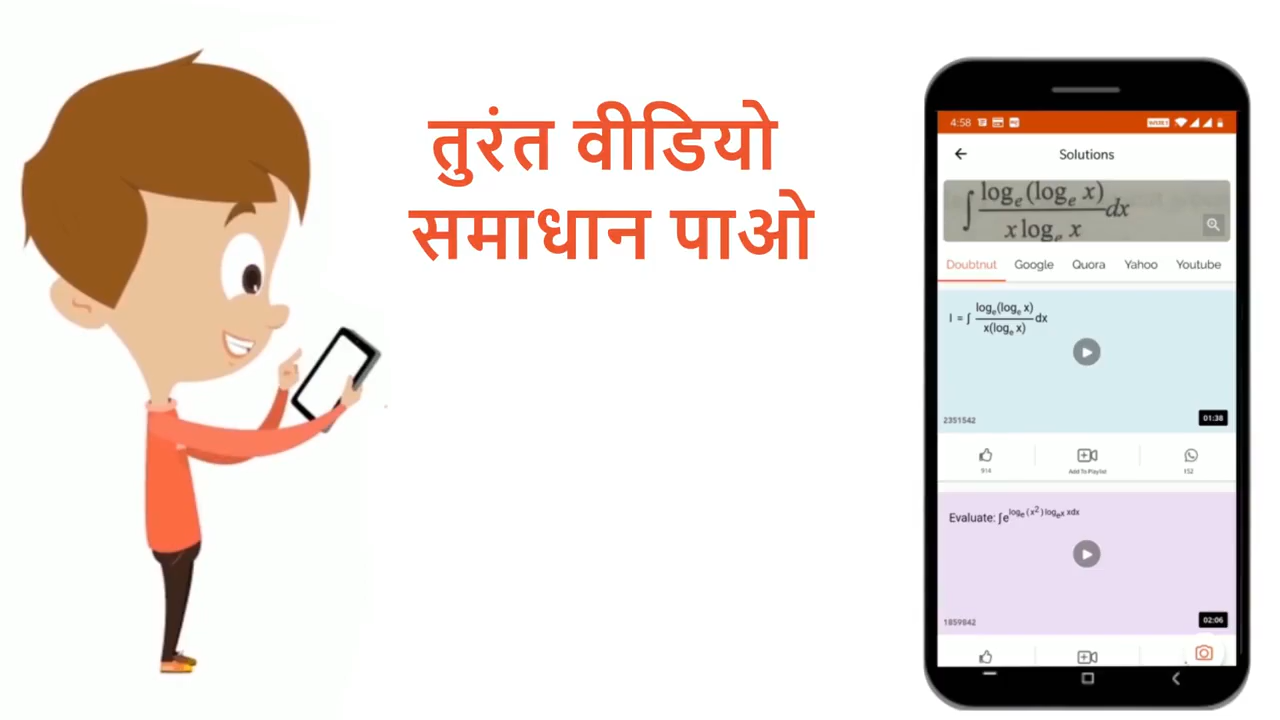 तुरंत वीडियो
समाधान पाओ
4:58
Solutions
∫ logₑ(logₑ x) / x logₑ x dx
Doubtnut Google Quora Yahoo Youtube
I = ∫ logₑ(logₑ x) / x(logₑ x) dx
2351542
01:38
914
Add To Playlist
152
Evaluate: ∫e^logₑ(x²)logₑx xdx
1859842
02:06